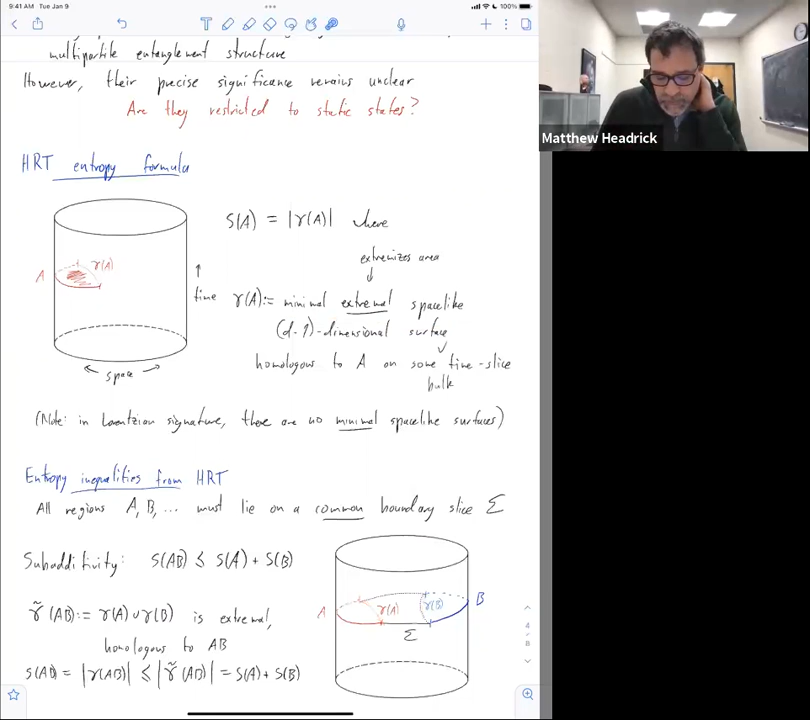 9:41 AM Tue Jan 9
100%
multipartite entanglement structure
However, their precise significance remains unclear
Are they restricted to static states?
HRT entropy formula
S(A) = |γ(A)| where
extremizes area
A γ(A)
time
γ(A) := minimal extremal spacelike
(d-1)-dimensional surface
homologous to A on some time-slice
bulk
space
(Note: in Lorentzian signature, there are no minimal spacelike surfaces)
Entropy inequalities from HRT
All regions A, B, ... must lie on a common boundary slice Σ
Subadditivity: S(AB) ≤ S(A) + S(B)
γ̃(AB) := γ(A) ∪ γ(B) is extremal,
homologous to AB
S(AB) = |γ(AB)| ≤ |γ̃(AB)| = S(A) + S(B)
A γ(A) γ(B) B
Σ
4
8
Matthew Headrick